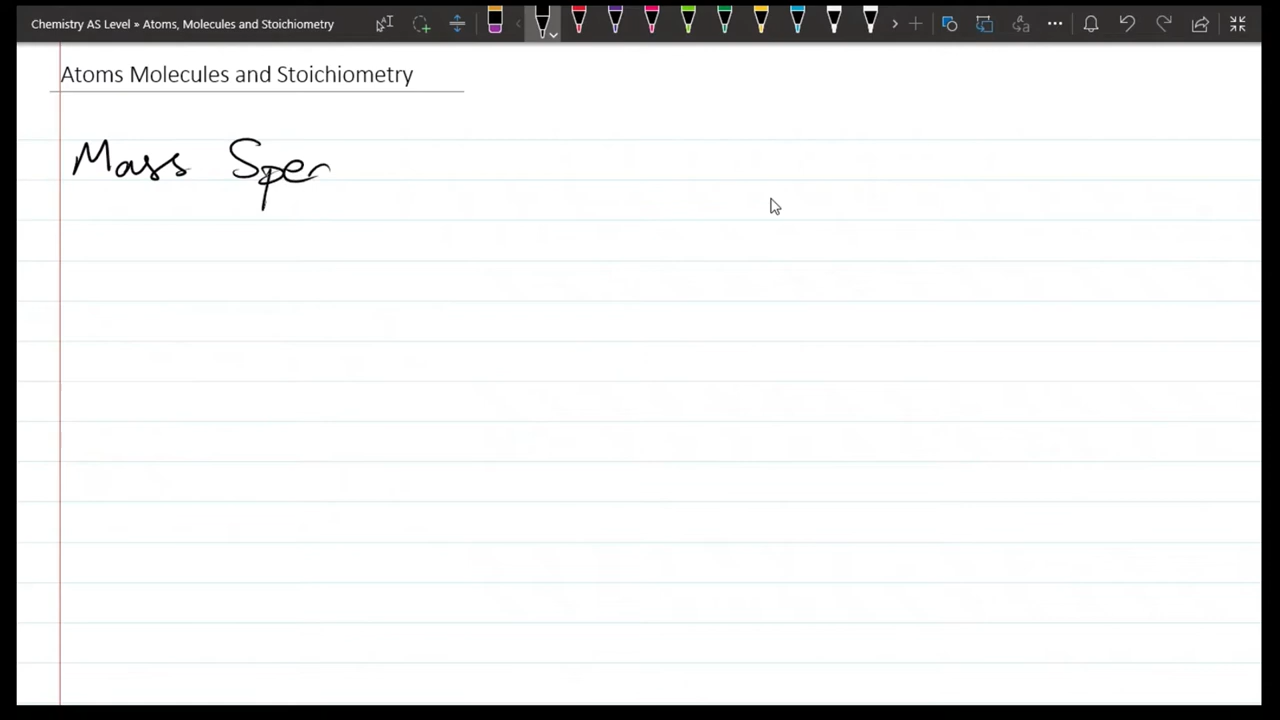 Chemistry AS Level » Atoms, Molecules and Stoichiometry
Atoms Molecules and Stoichiometry
Mass Spec